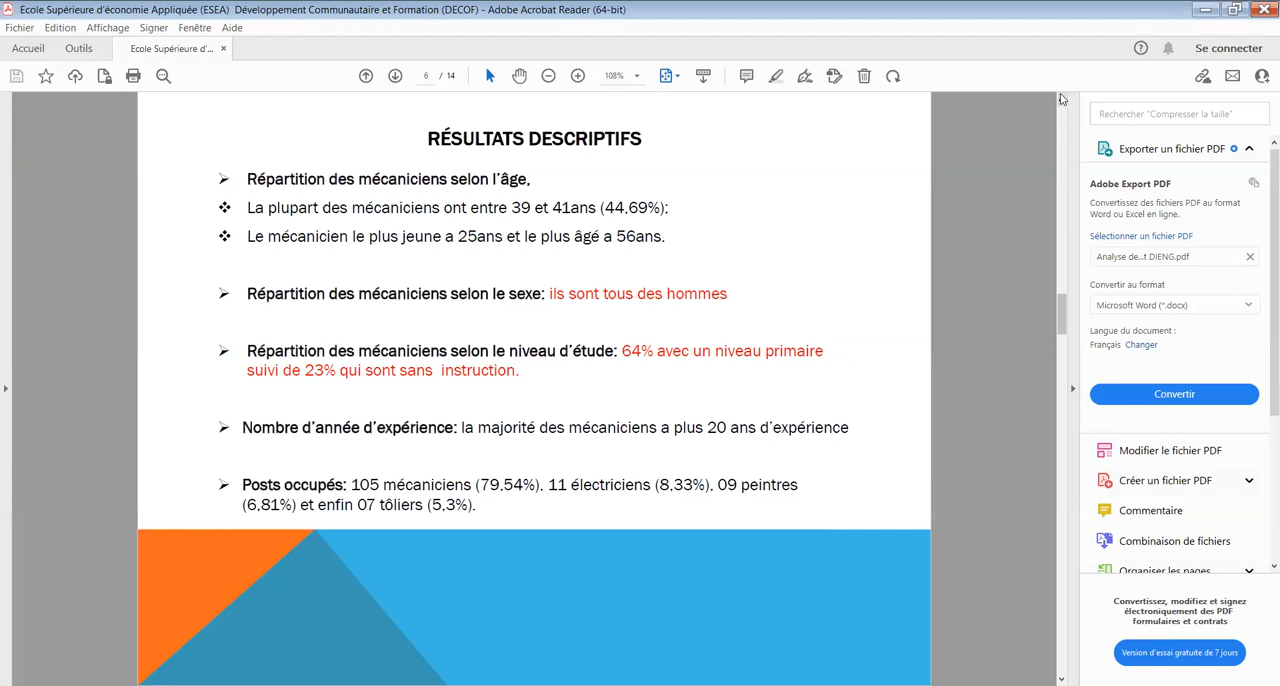 Ecole Supérieure d'économie Appliquée (ESEA) Développement Communautaire et Formation (DECOF) - Adobe Acrobat Reader (64-bit)
Fichier Edition Affichage Signer Fenêtre Aide
Accueil Outils Ecole Supérieure d'... × Se connecter
6 / 14 108%
RÉSULTATS DESCRIPTIFS
➢ Répartition des mécaniciens selon l'âge,
❖ La plupart des mécaniciens ont entre 39 et 41ans (44,69%);
❖ Le mécanicien le plus jeune a 25ans et le plus âgé a 56ans.
➢ Répartition des mécaniciens selon le sexe: ils sont tous des hommes
➢ Répartition des mécaniciens selon le niveau d'étude: 64% avec un niveau primaire
suivi de 23% qui sont sans instruction.
➢ Nombre d'année d'expérience: la majorité des mécaniciens a plus 20 ans d'expérience
➢ Posts occupés: 105 mécaniciens (79,54%), 11 électriciens (8,33%), 09 peintres
(6,81%) et enfin 07 tôliers (5,3%).
Rechercher "Compresser la taille"
Exporter un fichier PDF
Adobe Export PDF
Convertissez des fichiers PDF au format
Word ou Excel en ligne.
Sélectionner un fichier PDF
Analyse de...t DIENG.pdf
Convertir au format
Microsoft Word (*.docx)
Langue du document :
Français Changer
Convertir
Modifier le fichier PDF
Créer un fichier PDF
Commentaire
Combinaison de fichiers
Organiser les pages
Convertissez, modifiez et signez
électroniquement des PDF
formulaires et contrats
Version d'essai gratuite de 7 jours